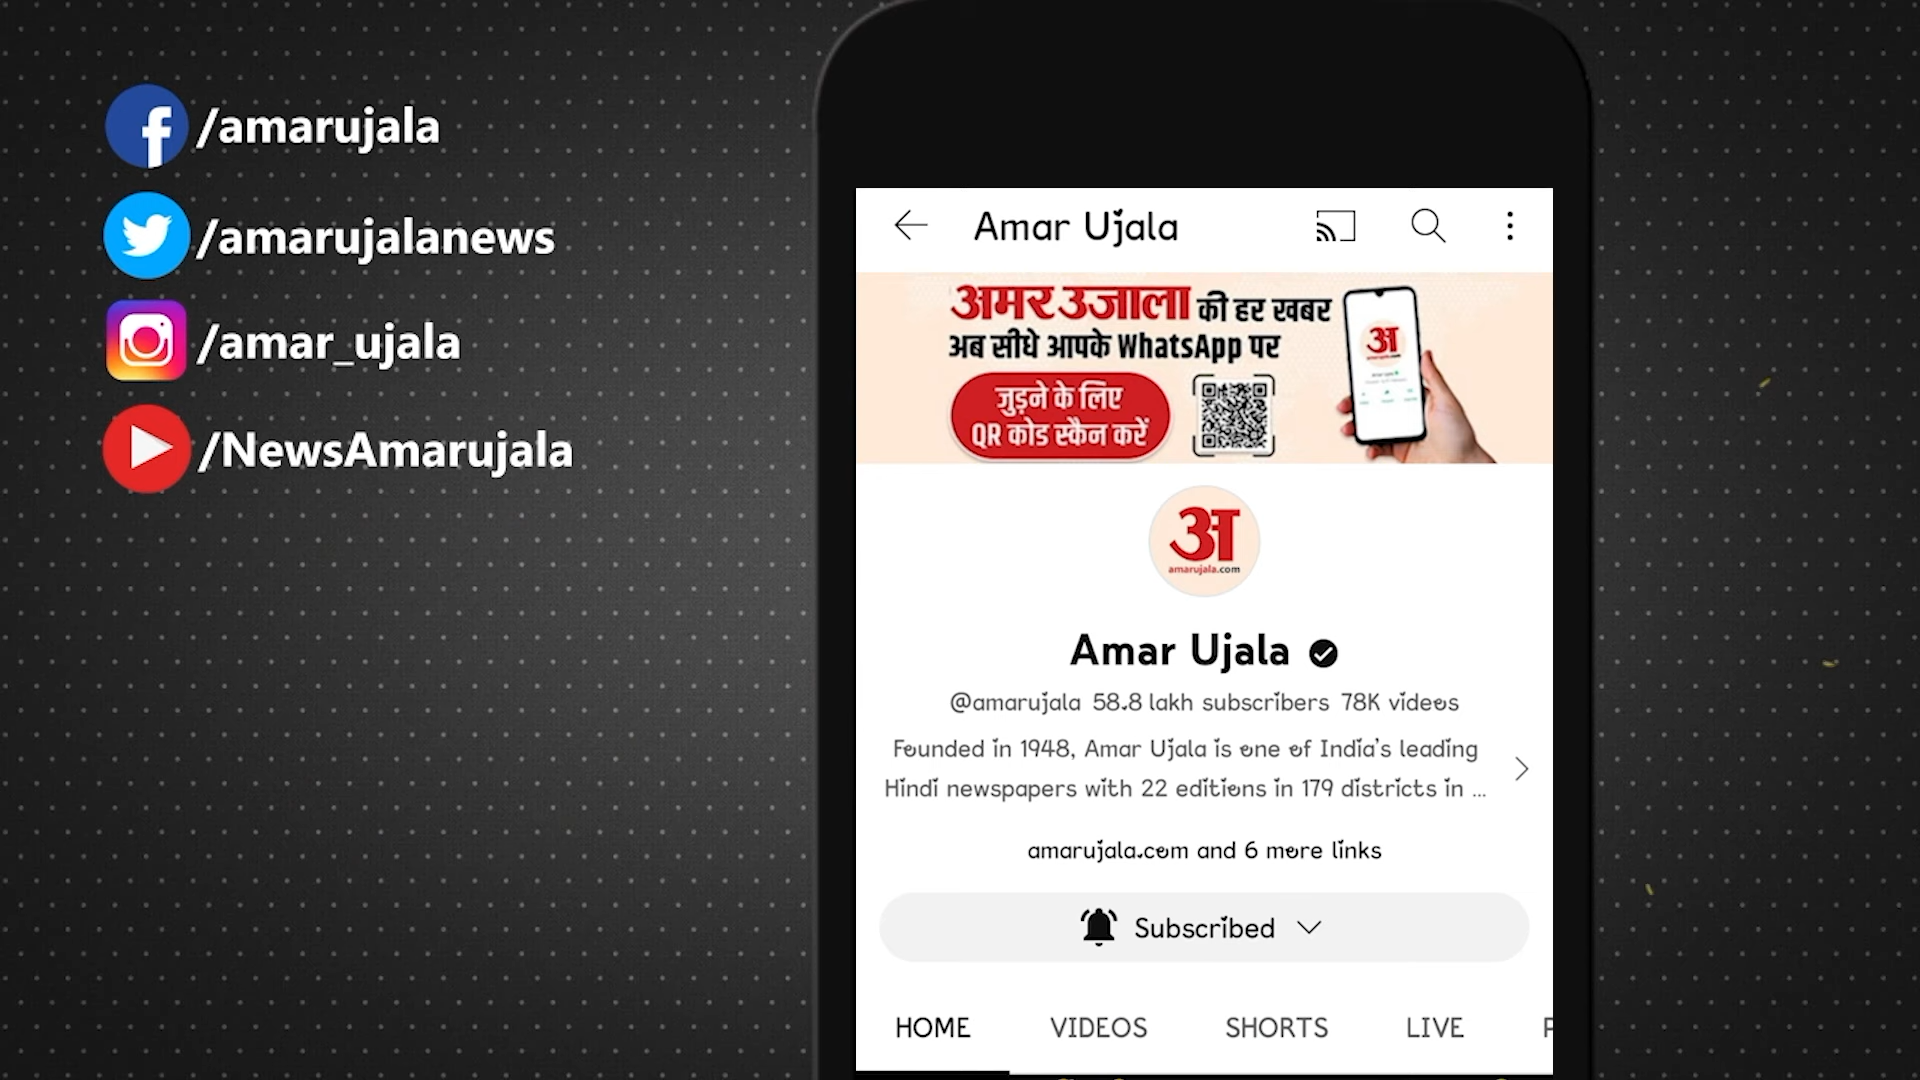 /amarujala
/amarujalanews
/amar_ujala
/NewsAmarujala
Amar Ujala
अमर उजाला की हर खबर
अब सीधे आपके WhatsApp पर
जुड़ने के लिए
QR कोड स्कैन करें
अ
अ
amarujala.com
Amar Ujala
@amarujala 58.8 lakh subscribers 78K videos
Founded in 1948, Amar Ujala is one of India's leading
Hindi newspapers with 22 editions in 179 districts in ...
amarujala.com and 6 more links
Subscribed
HOME VIDEOS SHORTS LIVE